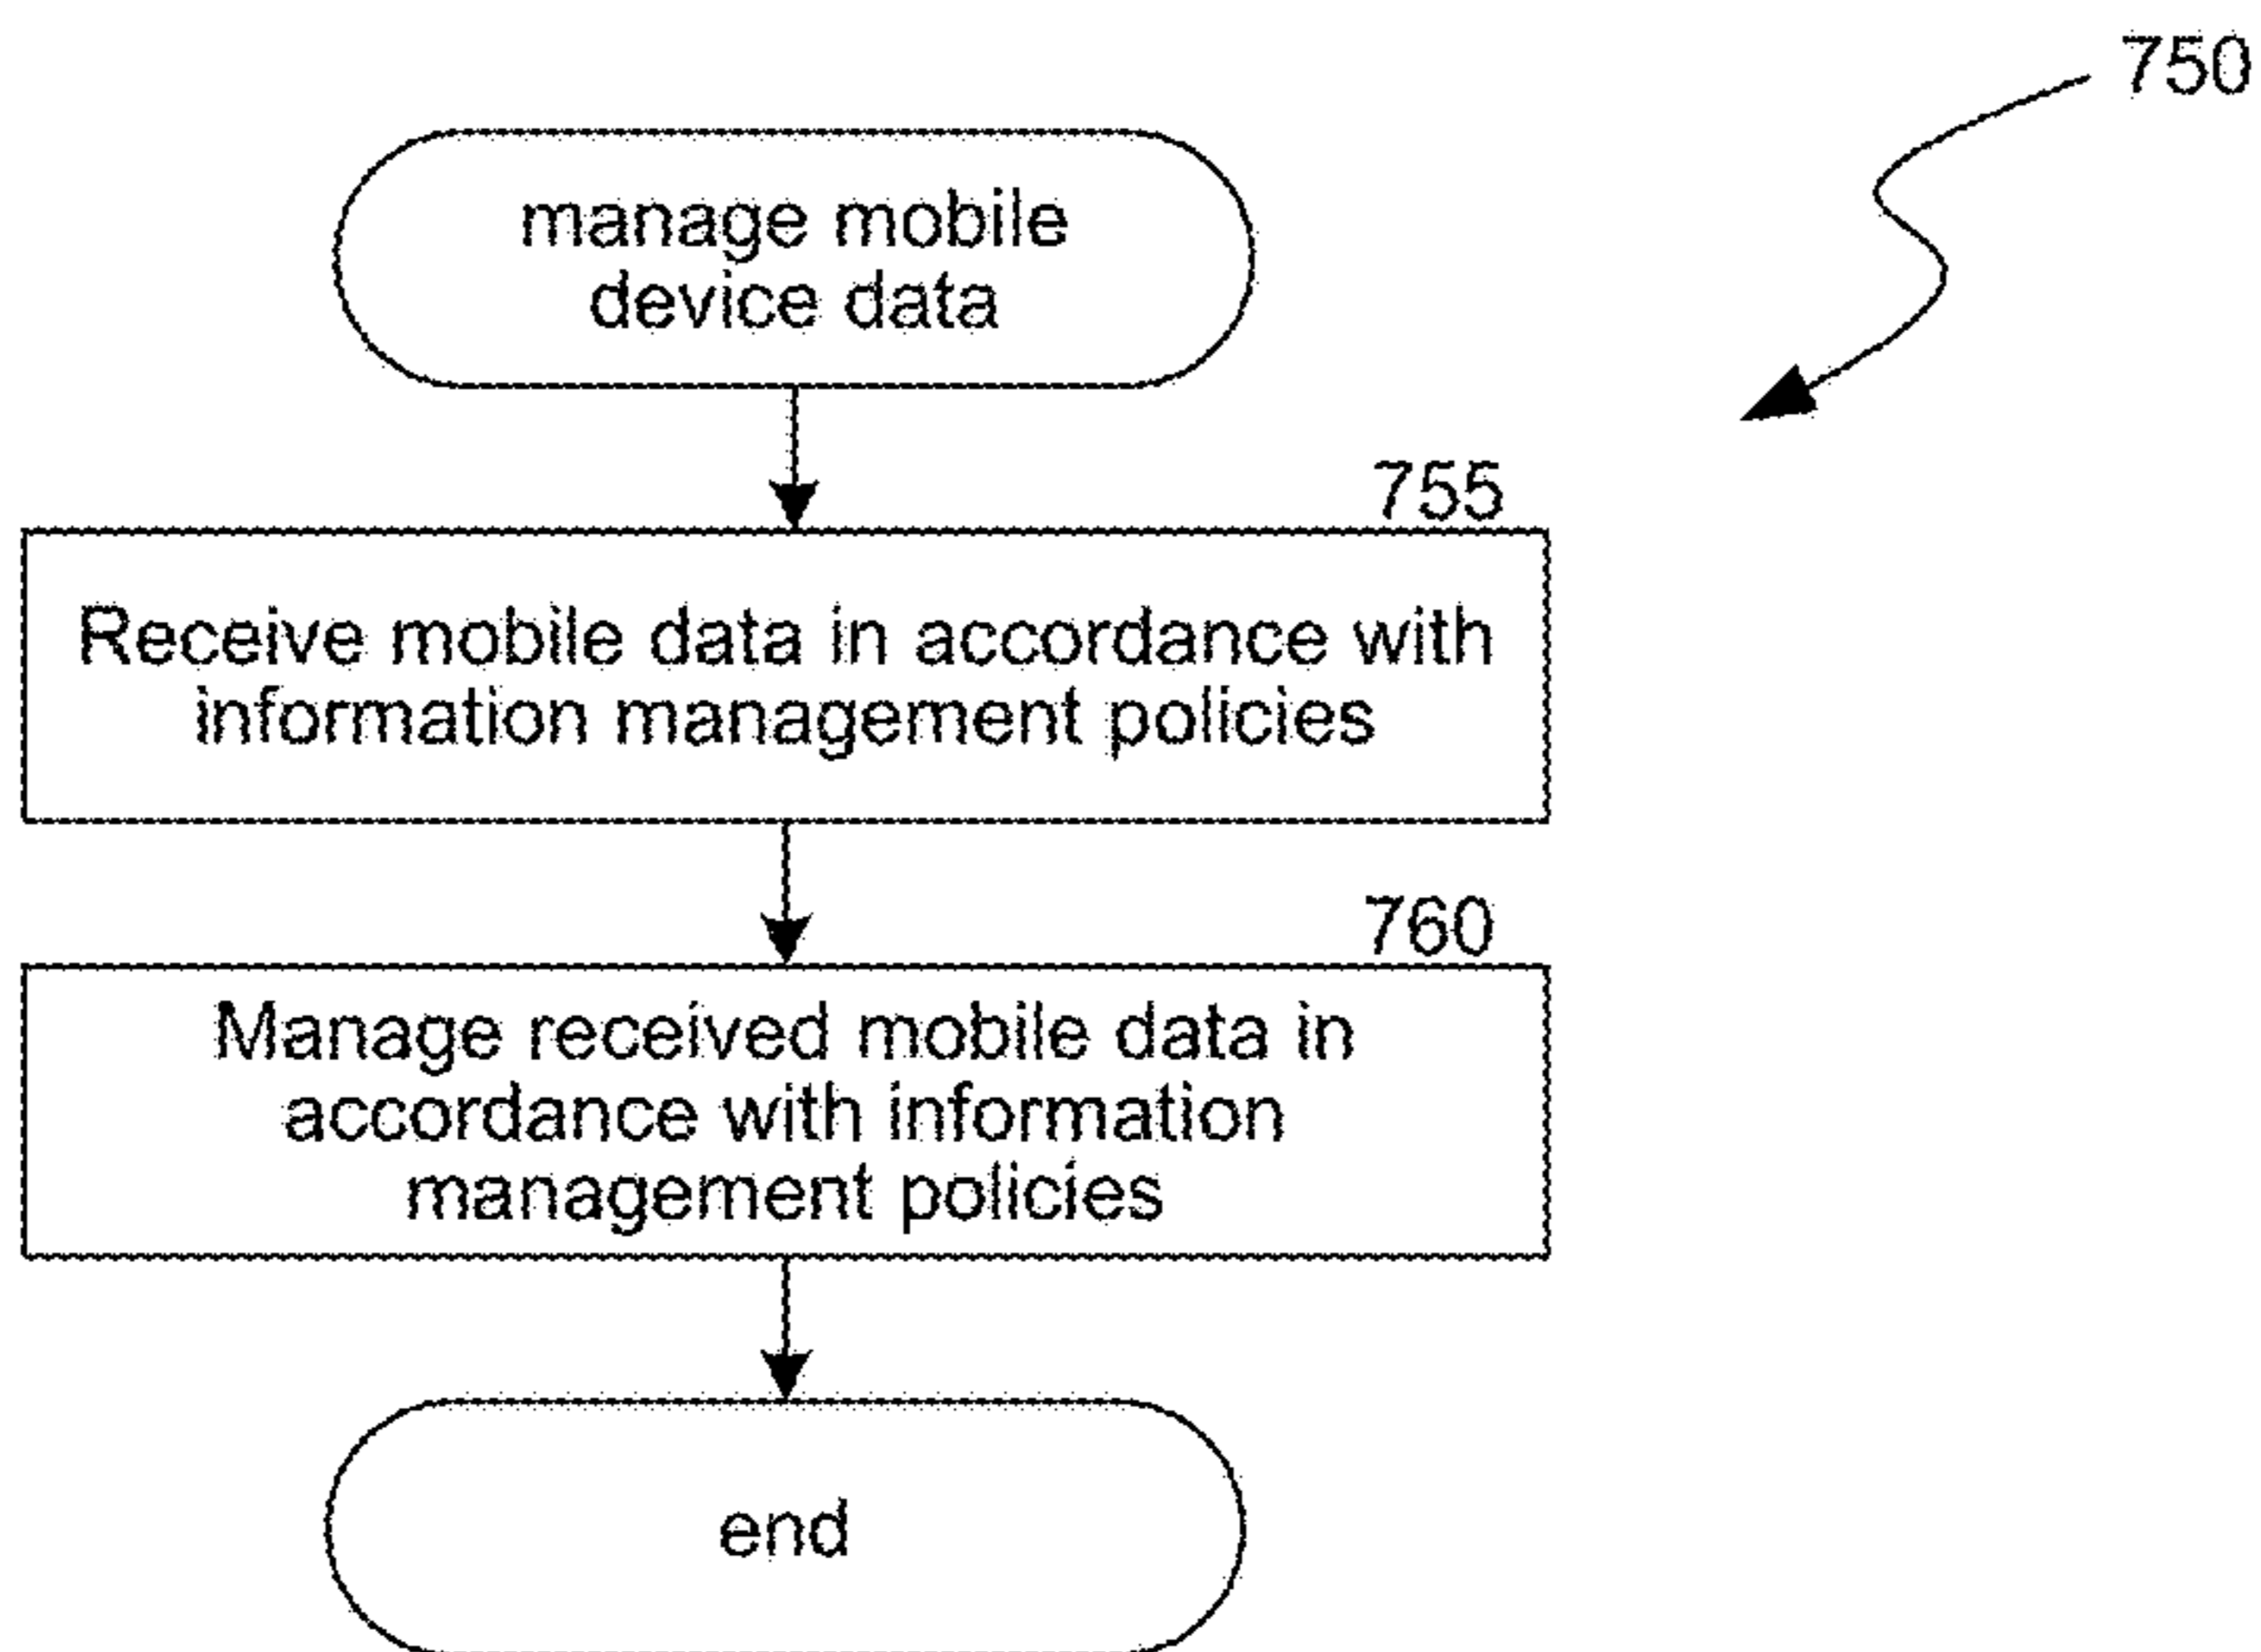 750
manage mobile
device data
755
Receive mobile data in accordance with
information management policies
760
Manage received mobile data in
accordance with information
management policies
end